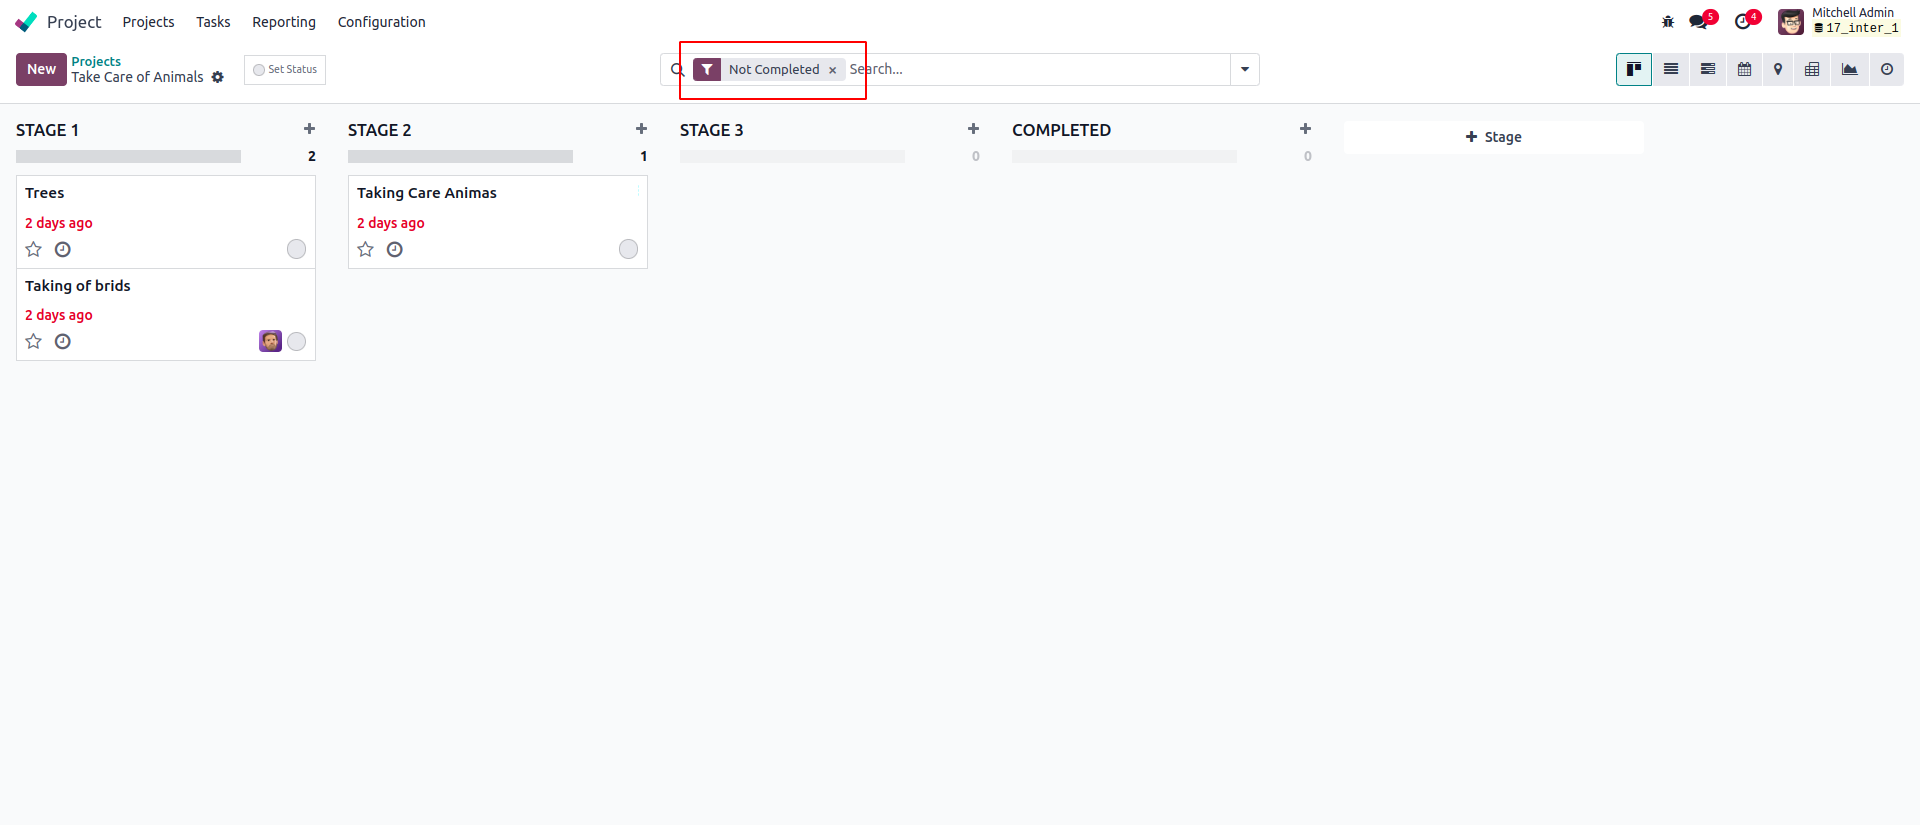 Project Projects Tasks Reporting Configuration
5 4 Mitchell Admin
17_inter_1
New Projects
Take Care of Animals Set Status Not Completed × Search...
STAGE 1 STAGE 2 STAGE 3 COMPLETED Stage
2 1 0 0
Trees
2 days ago
Taking of brids
2 days ago
Taking Care Animas
2 days ago